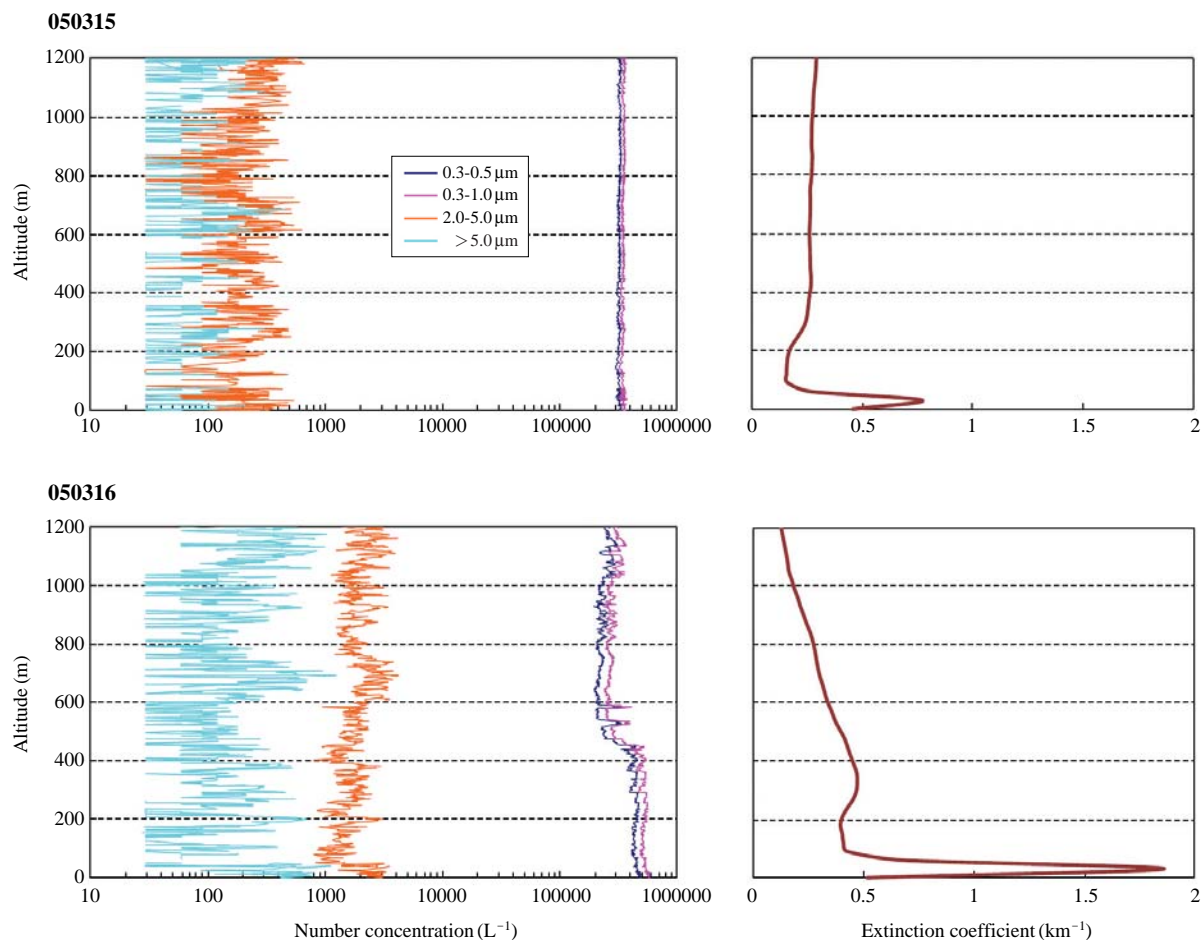 050315
1200
1000
800
600
400
200
0
Altitude (m)
10 100 1000 10000 100000 1000000
0.3-0.5 μm
0.3-1.0 μm
2.0-5.0 μm
>5.0 μm
0 0.5 1 1.5 2
050316
1200
1000
800
600
400
200
0
Altitude (m)
10 100 1000 10000 100000 1000000
Number concentration (L⁻¹)
0 0.5 1 1.5 2
Extinction coefficient (km⁻¹)